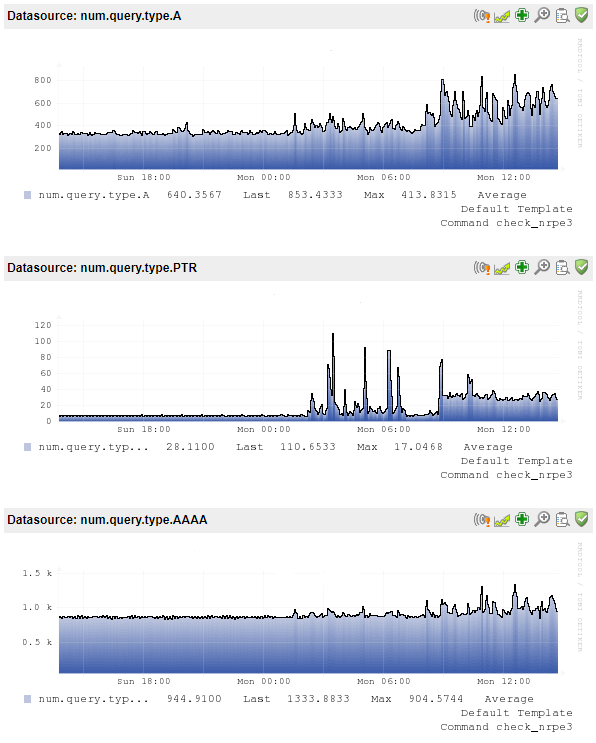 Datasource: num.query.type.A
RRDTOOL / TOBI OETIKER
800
600
400
200
Sun 18:00 Mon 00:00 Mon 06:00 Mon 12:00
num.query.type.A 640.3567 Last 853.4333 Max 413.8315 Average
Default Template
Command check_nrpe3
Datasource: num.query.type.PTR
RRDTOOL / TOBI OETIKER
120
100
80
60
40
20
0
Sun 18:00 Mon 00:00 Mon 06:00 Mon 12:00
num.query.typ... 28.1100 Last 110.6533 Max 17.0468 Average
Default Template
Command check_nrpe3
Datasource: num.query.type.AAAA
RRDTOOL / TOBI OETIKER
1.5 k
1.0 k
0.5 k
Sun 18:00 Mon 00:00 Mon 06:00 Mon 12:00
num.query.typ... 944.9100 Last 1333.8833 Max 904.5744 Average
Default Template
Command check_nrpe3